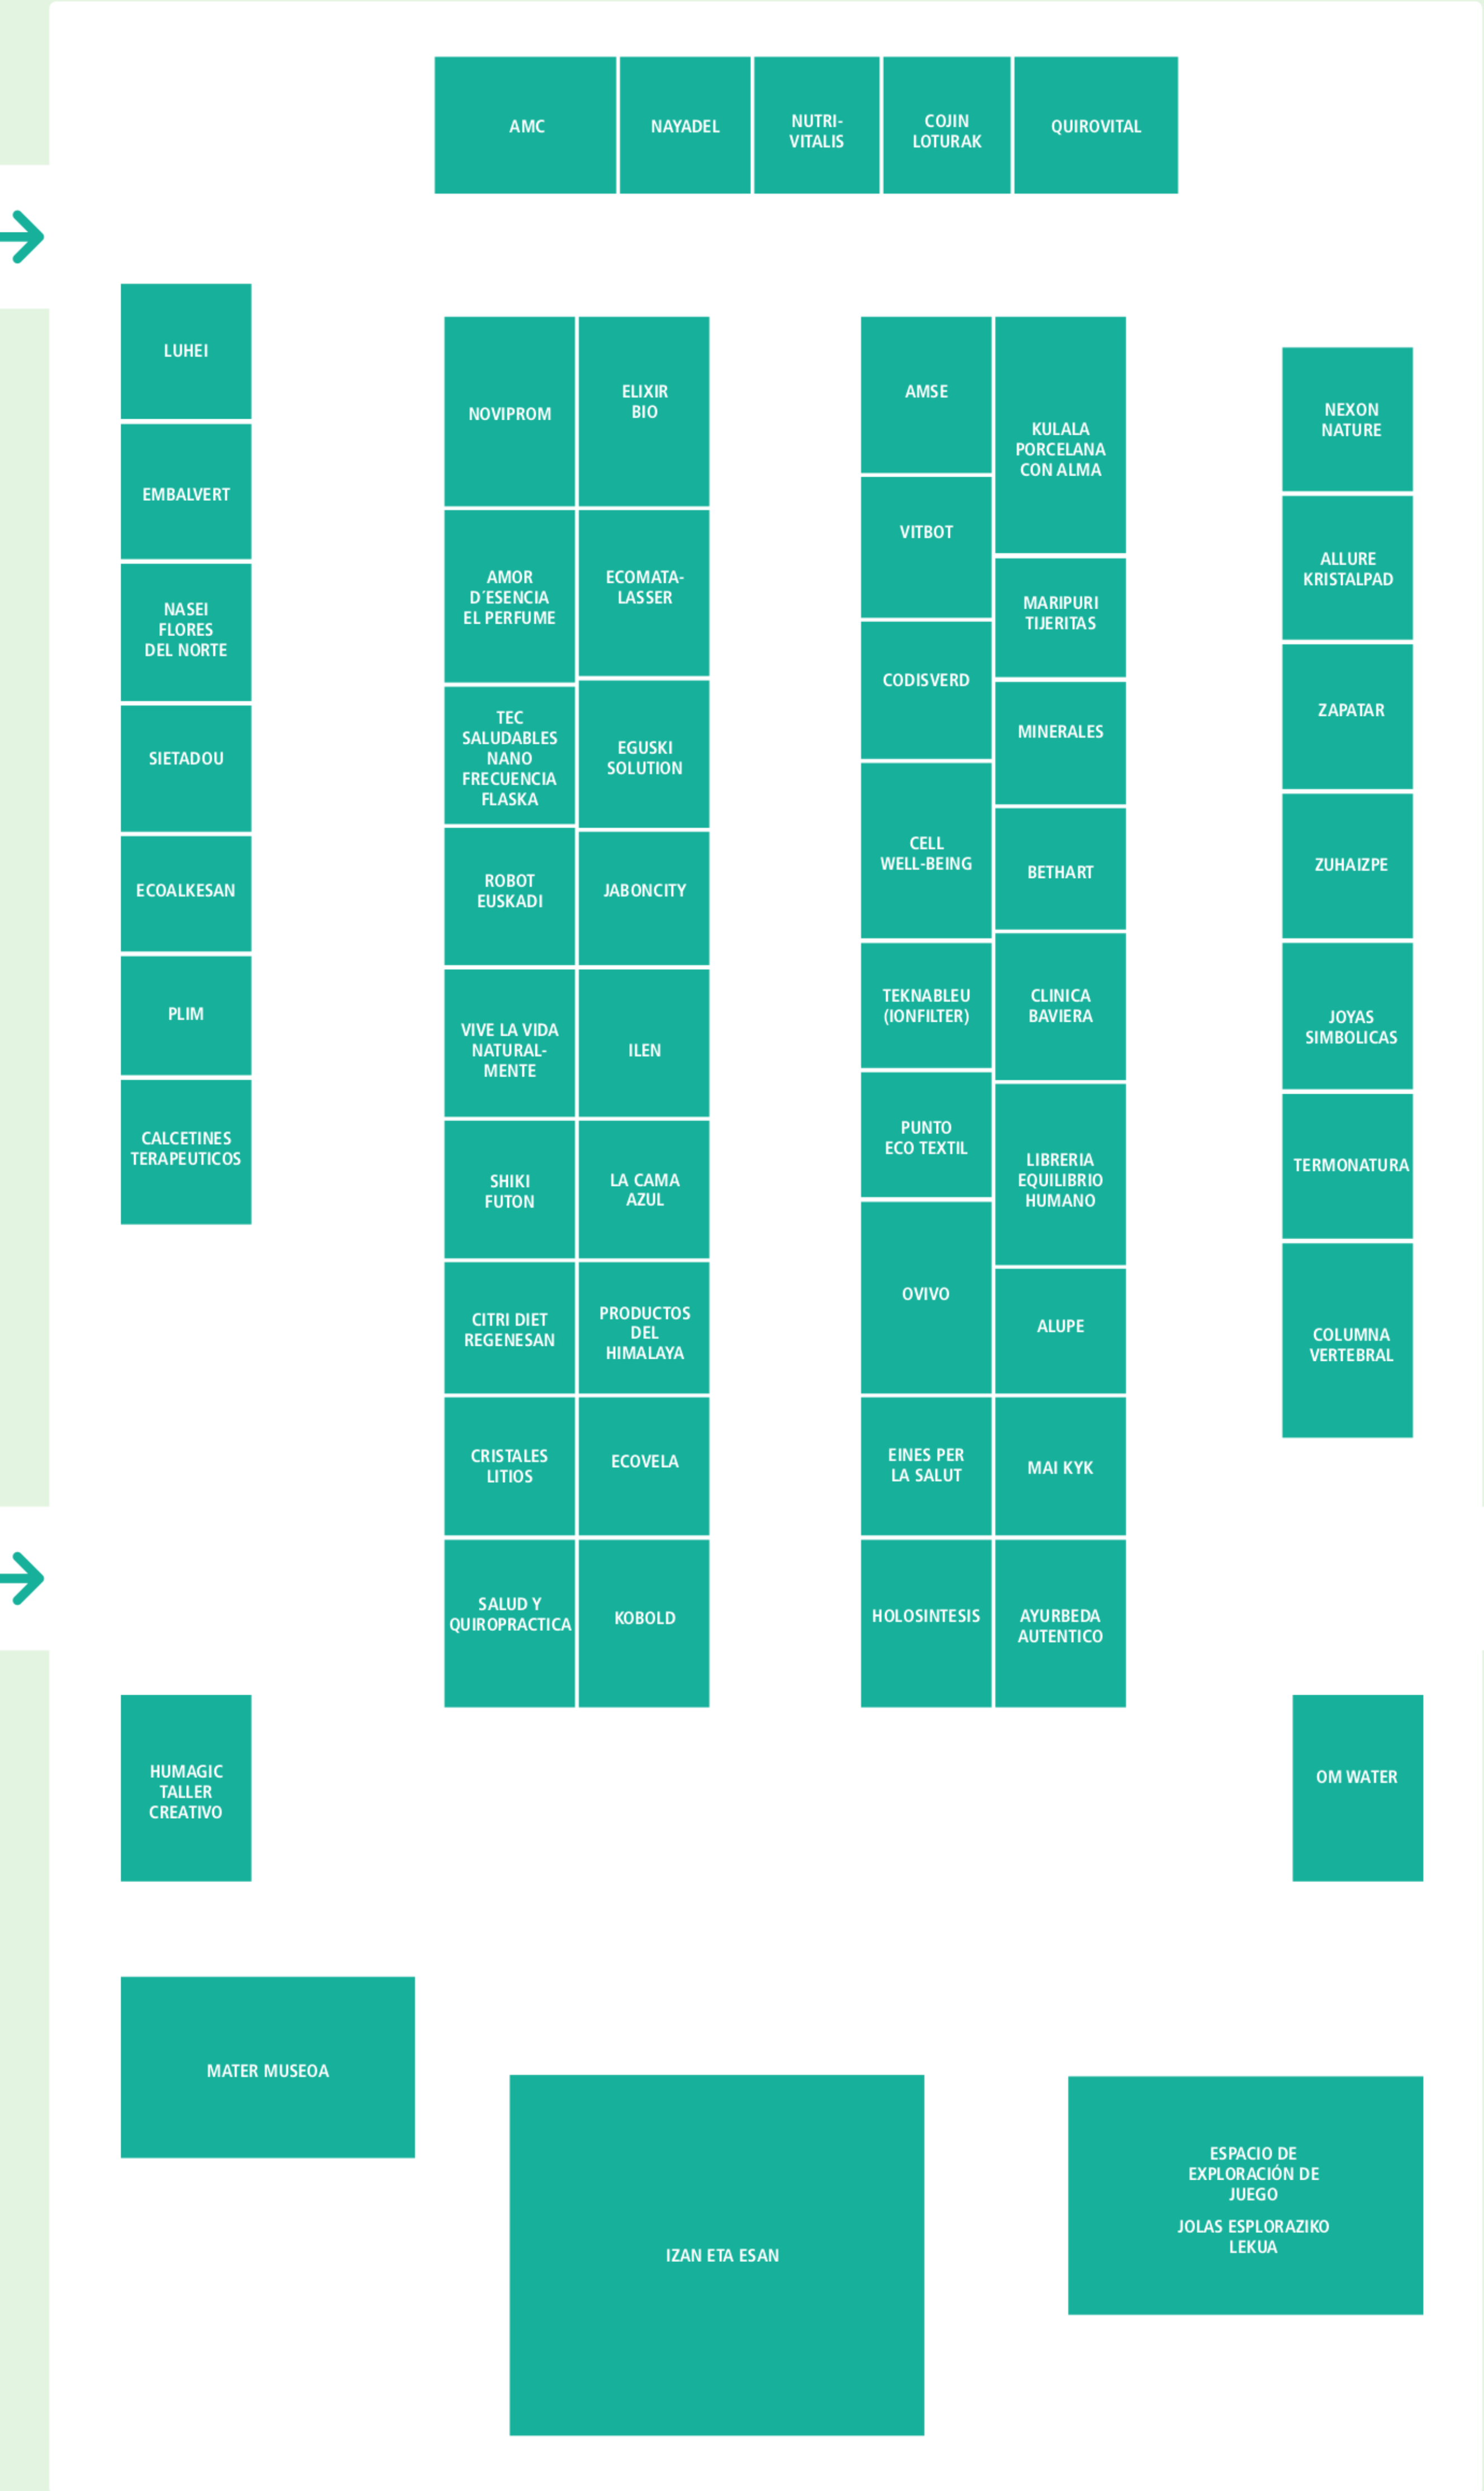 AMC
NAYADEL
NUTRI-
VITALIS
COJIN
LOTURAK
QUIROVITAL
LUHEI
EMBALVERT
NASEI
FLORES
DEL NORTE
SIETADOU
ECOALKESAN
PLIM
CALCETINES
TERAPEUTICOS
NOVIPROM
AMOR
D´ESENCIA
EL PERFUME
TEC
SALUDABLES
NANO
FRECUENCIA
FLASKA
ROBOT
EUSKADI
VIVE LA VIDA
NATURAL-
MENTE
SHIKI
FUTON
CITRI DIET
REGENESAN
CRISTALES
LITIOS
SALUD Y
QUIROPRACTICA
ELIXIR
BIO
ECOMATA-
LASSER
EGUSKI
SOLUTION
JABONCITY
ILEN
LA CAMA
AZUL
PRODUCTOS
DEL
HIMALAYA
ECOVELA
KOBOLD
AMSE
VITBOT
CODISVERD
CELL
WELL-BEING
TEKNABLEU
(IONFILTER)
PUNTO
ECO TEXTIL
OVIVO
EINES PER
LA SALUT
HOLOSINTESIS
KULALA
PORCELANA
CON ALMA
MARIPURI
TIJERITAS
MINERALES
BETHART
CLINICA
BAVIERA
LIBRERIA
EQUILIBRIO
HUMANO
ALUPE
MAI KYK
AYURBEDA
AUTENTICO
NEXON
NATURE
ALLURE
KRISTALPAD
ZAPATAR
ZUHAIZPE
JOYAS
SIMBOLICAS
TERMONATURA
COLUMNA
VERTEBRAL
HUMAGIC
TALLER
CREATIVO
OM WATER
MATER MUSEOA
IZAN ETA ESAN
ESPACIO DE
EXPLORACIÓN DE
JUEGO
JOLAS ESPLORAZIKO
LEKUA